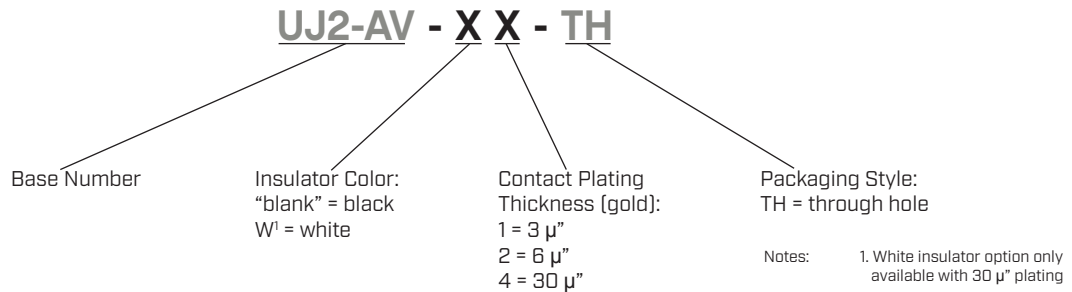 UJ2-AV - X X - TH
Base Number
Insulator Color:
“blank” = black
W¹ = white
Contact Plating
Thickness (gold):
1 = 3 µ”
2 = 6 µ”
4 = 30 µ”
Packaging Style:
TH = through hole
Notes: 1. White insulator option only
available with 30 µ” plating